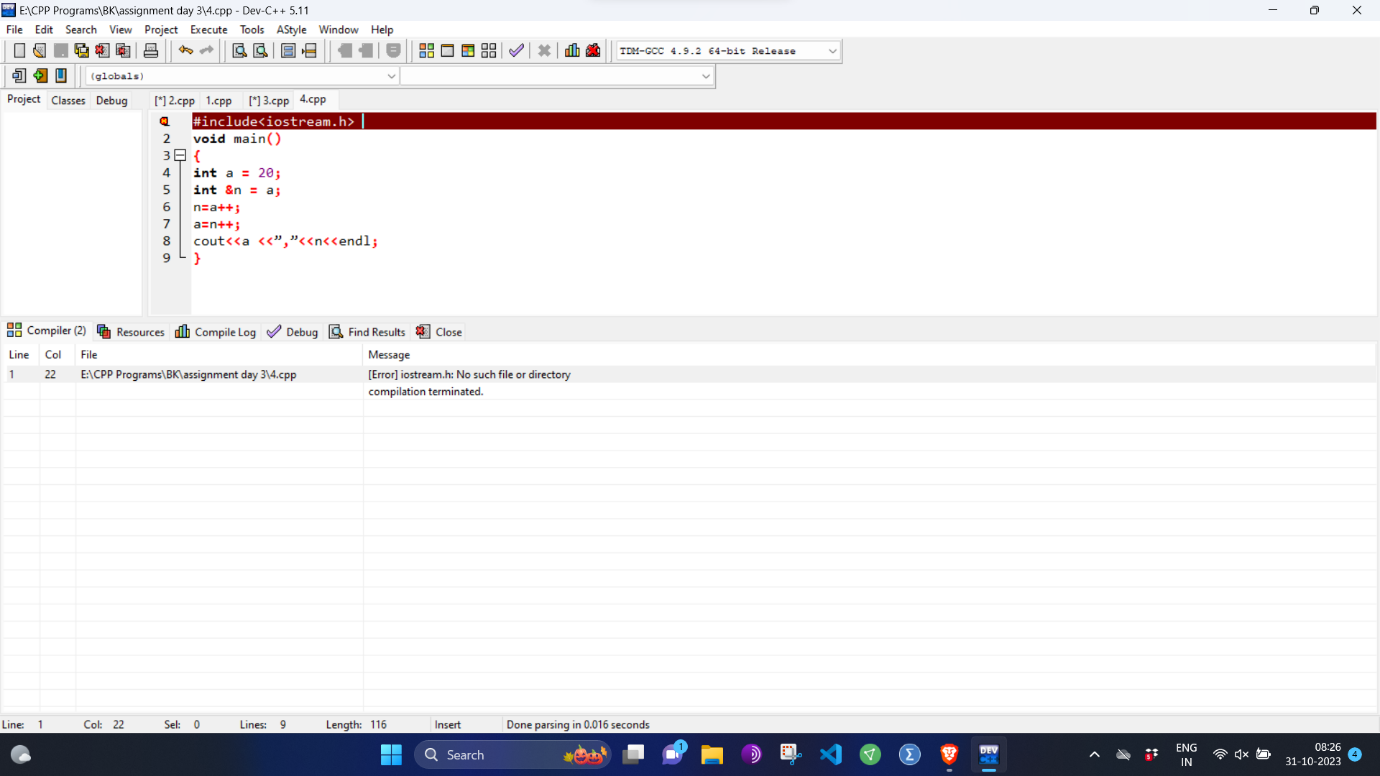 E:\CPP Programs\BK\assignment day 3\4.cpp - Dev-C++ 5.11
File Edit Search View Project Execute Tools AStyle Window Help
TDM-GCC 4.9.2 64-bit Release
(globals)
Project Classes Debug [*] 2.cpp 1.cpp [*] 3.cpp 4.cpp
#include<iostream.h>
2 void main()
3 {
4 int a = 20;
5 int &n = a;
6 n=a++;
7 a=n++;
8 cout<<a <<”,”<<n<<endl;
9 }
Compiler (2) Resources Compile Log Debug Find Results Close
Line Col File Message
1 22 E:\CPP Programs\BK\assignment day 3\4.cpp [Error] iostream.h: No such file or directory
compilation terminated.
Line: 1 Col: 22 Sel: 0 Lines: 9 Length: 116 Insert Done parsing in 0.016 seconds
Search 1 DEV ENG 08:26
IN 31-10-2023 4